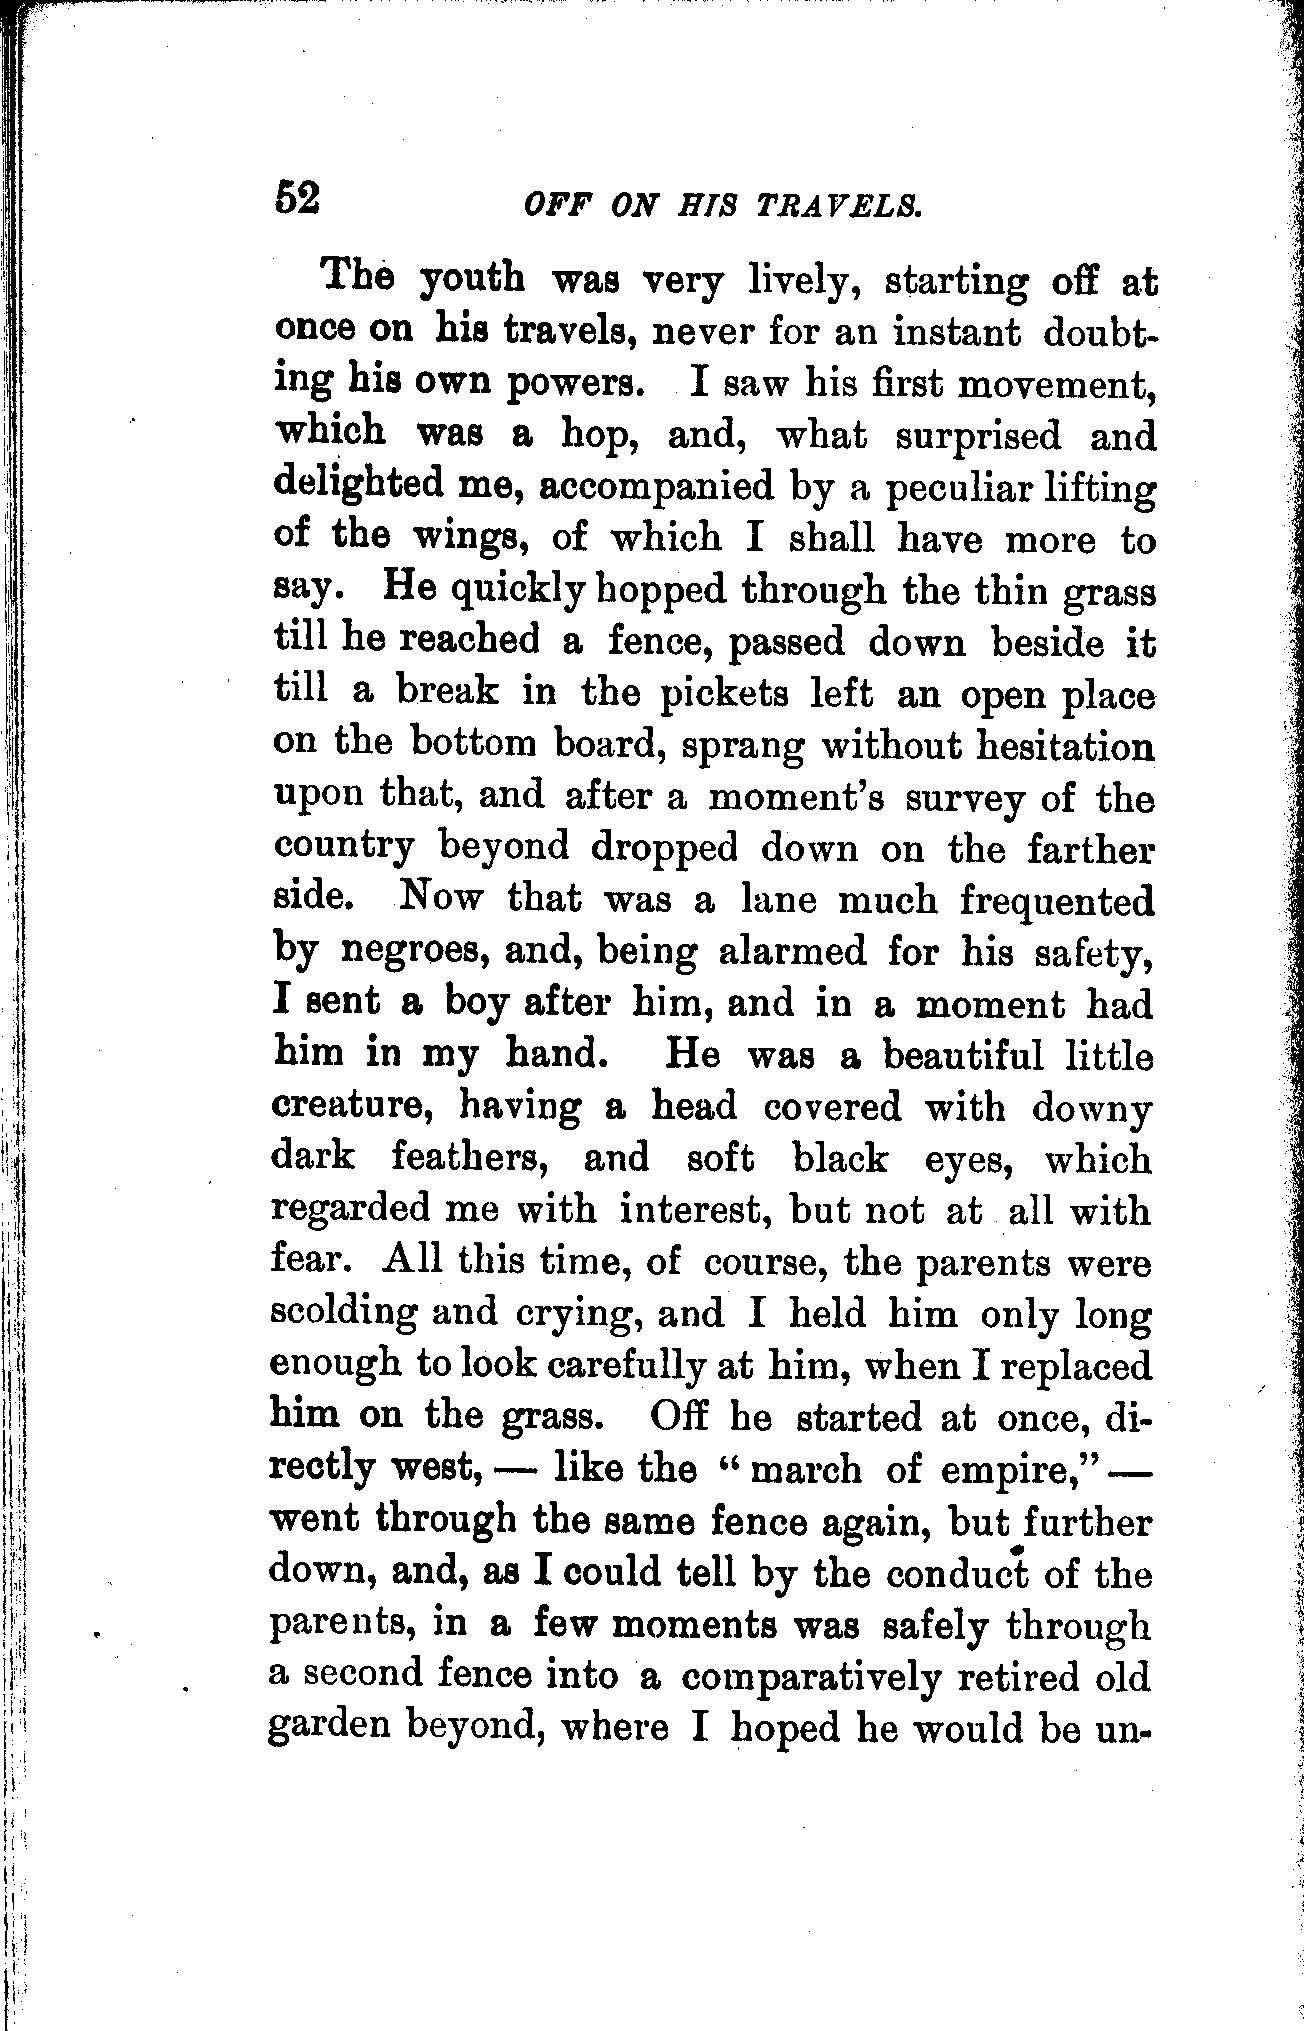 52 OFF ON HIS TRAVELS.
The youth was very lively, starting off at
once on his travels, never for an instant doubt-
ing his own powers. I saw his first movement,
which was a hop, and, what surprised and
delighted me, accompanied by a peculiar lifting
of the wings, of which I shall have more to
say. He quickly hopped through the thin grass
till he reached a fence, passed down beside it
till a break in the pickets left an open place
on the bottom board, sprang without hesitation
upon that, and after a moment's survey of the
country beyond dropped down on the farther
side. Now that was a lane much frequented
by negroes, and, being alarmed for his safety,
I sent a boy after him, and in a moment had
him in my hand. He was a beautiful little
creature, having a head covered with downy
dark feathers, and soft black eyes, which
regarded me with interest, but not at all with
fear. All this time, of course, the parents were
scolding and crying, and I held him only long
enough to look carefully at him, when I replaced
him on the grass. Off he started at once, di-
rectly west, — like the “march of empire,” —
went through the same fence again, but further
down, and, as I could tell by the conduct of the
parents, in a few moments was safely through
a second fence into a comparatively retired old
garden beyond, where I hoped he would be un-